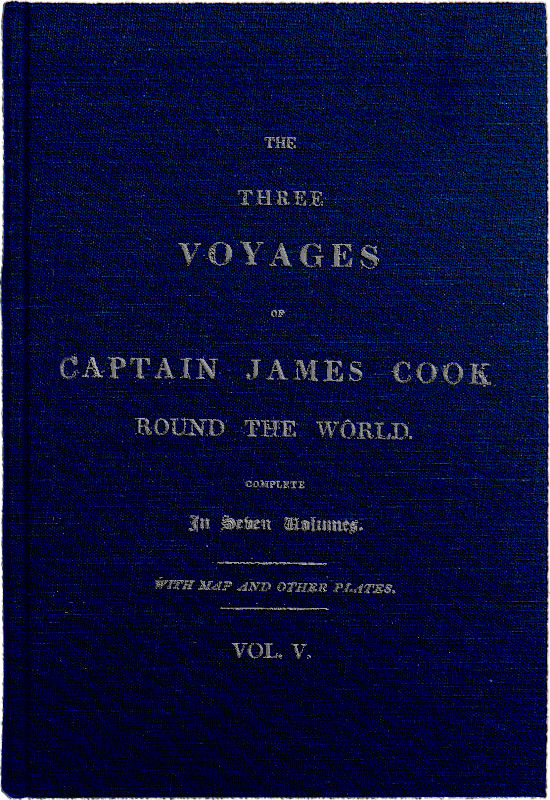 THE
THREE
VOYAGES
OF
CAPTAIN JAMES COOK
ROUND THE WORLD.
COMPLETE
In Seven Volumes.
WITH MAP AND OTHER PLATES.
VOL. V.